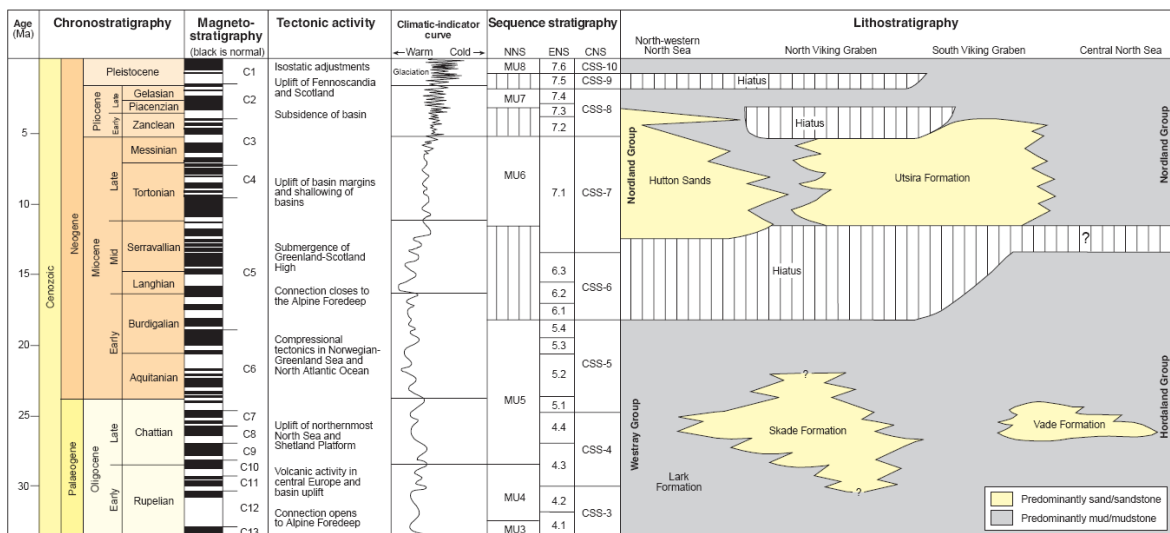 Age
(Ma)
Chronostratigraphy
Magneto-
stratigraphy
(black is normal)
Tectonic activity
Climatic-indicator
curve
←Warm Cold→
Sequence stratigraphy
NNS
ENS
CNS
Lithostratigraphy
North-western
North Sea
North Viking Graben
South Viking Graben
Central North Sea
5
10
15
20
25
30
Cenozoic
Neogene
Palaeogene
Pliocene
Miocene
Oligocene
Late
Early
Late
Mid
Early
Late
Early
Pleistocene
Gelasian
Piacenzian
Zanclean
Messinian
Tortonian
Serravallian
Langhian
Burdigalian
Aquitanian
Chattian
Rupelian
C1
C2
C3
C4
C5
C6
C7
C8
C9
C10
C11
C12
C13
Isostatic adjustments
Uplift of Fennoscandia
and Scotland
Subsidence of basin
Uplift of basin margins
and shallowing of
basins
Submergence of
Greenland-Scotland
High
Connection closes to
the Alpine Foredeep
Compressional
tectonics in Norwegian-
Greenland Sea and
North Atlantic Ocean
Uplift of northernmost
North Sea and
Shetland Platform
Volcanic activity in
central Europe and
basin uplift
Connection opens
to Alpine Foredeep
Glaciation
MU8
MU7
MU6
MU5
MU4
MU3
7.6
7.5
7.4
7.3
7.2
7.1
6.3
6.2
6.1
5.4
5.3
5.2
5.1
4.4
4.3
4.2
4.1
CSS-10
CSS-9
CSS-8
CSS-7
CSS-6
CSS-5
CSS-4
CSS-3
Hiatus
Hiatus
Nordland Group
Hutton Sands
Utsira Formation
Nordland Group
?
Hiatus
Westray Group
?
Skade Formation
?
Vade Formation
Hordaland Group
Lark
Formation
Predominantly sand/sandstone
Predominantly mud/mudstone